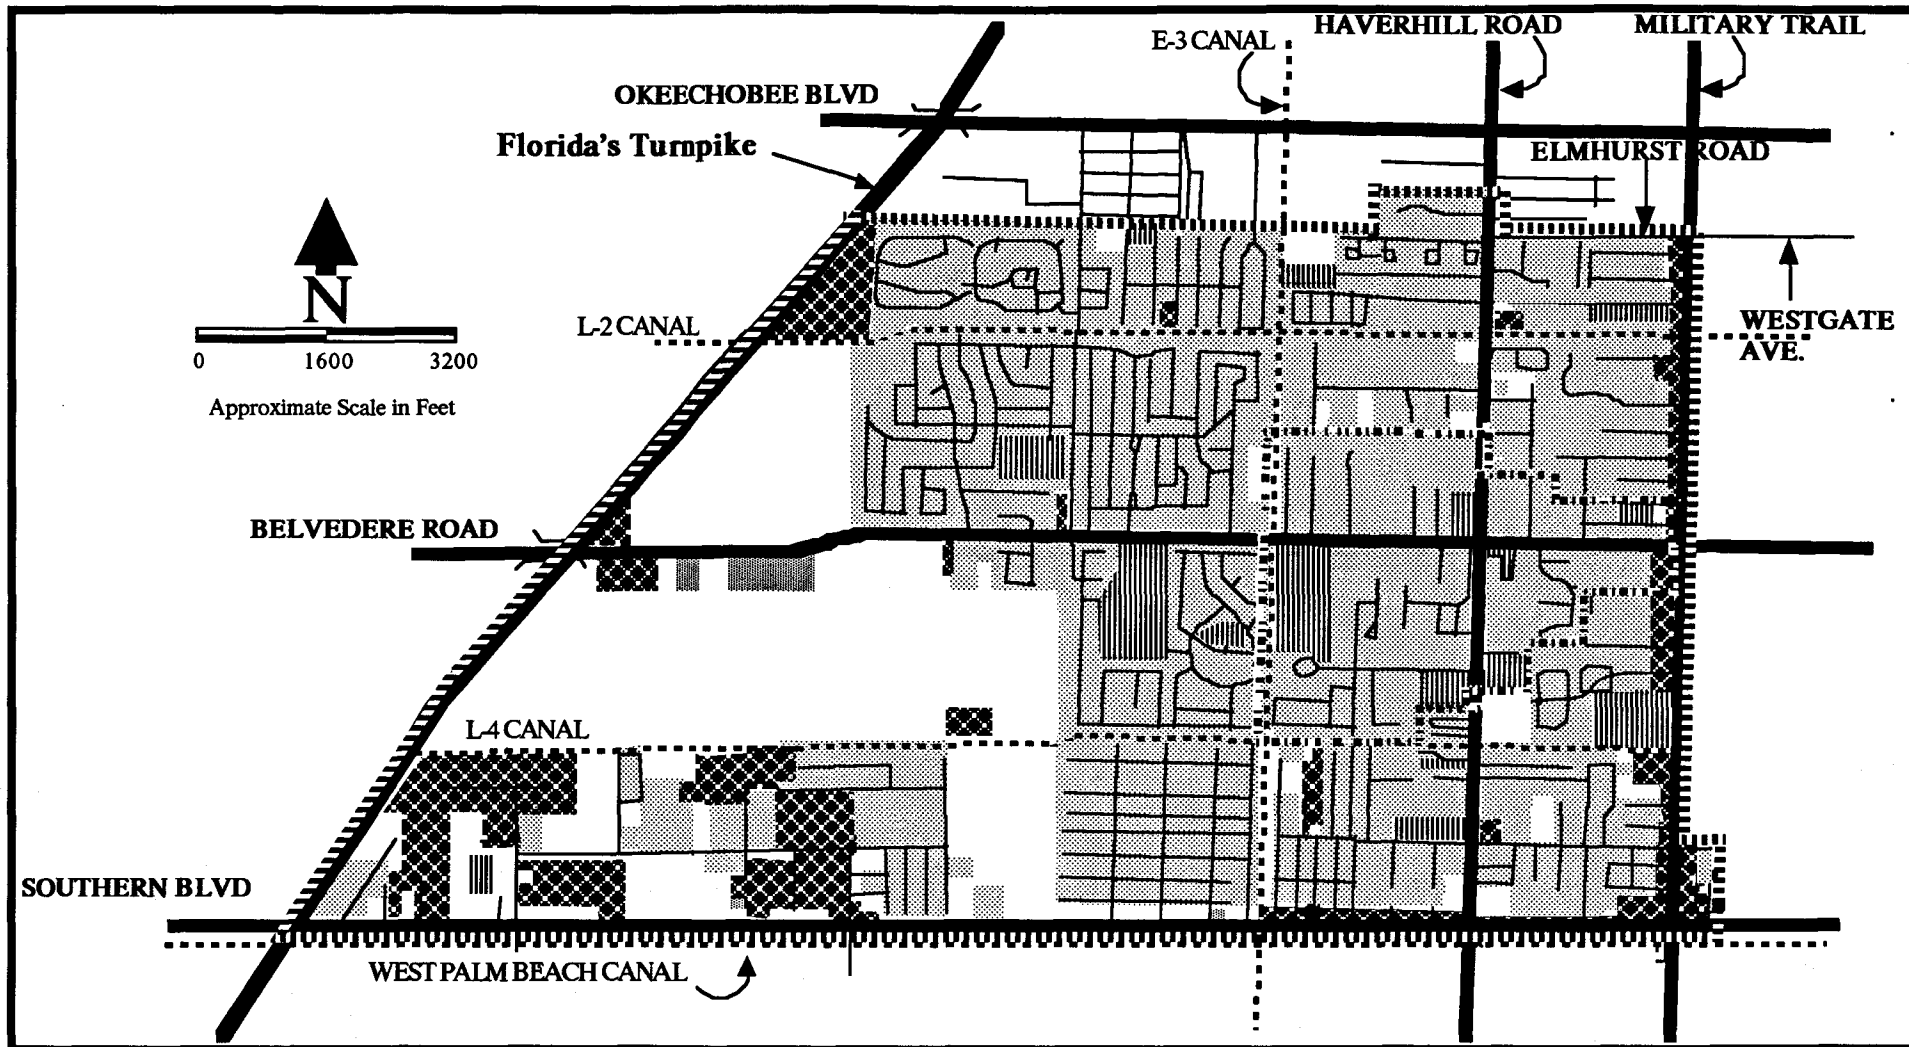 HAVERHILL ROAD
MILITARY TRAIL
E-3 CANAL
OKEECHOBEE BLVD
Florida's Turnpike
ELMHURST ROAD
N
L-2 CANAL
WESTGATE
AVE.
0 1600 3200
Approximate Scale in Feet
BELVEDERE ROAD
L-4 CANAL
SOUTHERN BLVD
WEST PALM BEACH CANAL